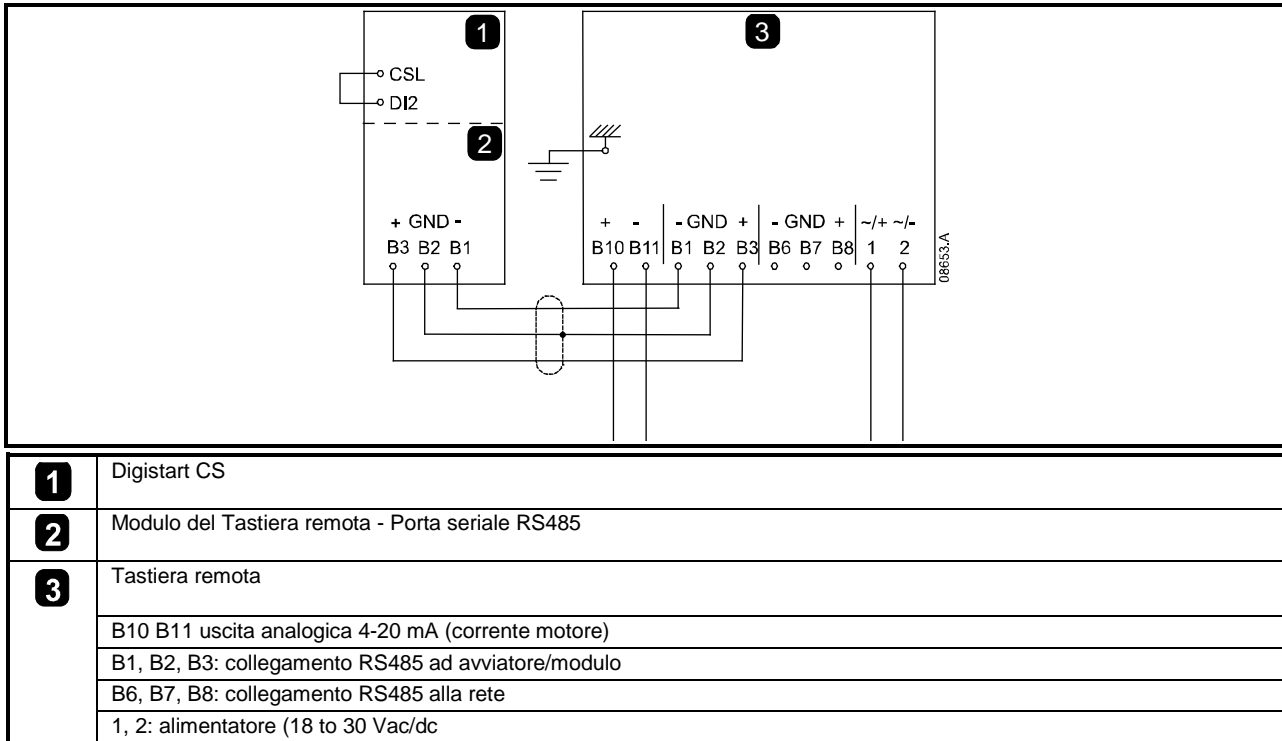 1
3
CSL
DI2
2
+ GND -
B3 B2 B1
+ - - GND + - GND + ~/+ ~/-
B10 B11 B1 B2 B3 B6 B7 B8 1 2
08653.A
1 Digistart CS
2 Modulo del Tastiera remota - Porta seriale RS485
3 Tastiera remota
B10 B11 uscita analogica 4-20 mA (corrente motore)
B1, B2, B3: collegamento RS485 ad avviatore/modulo
B6, B7, B8: collegamento RS485 alla rete
1, 2: alimentatore (18 to 30 Vac/dc